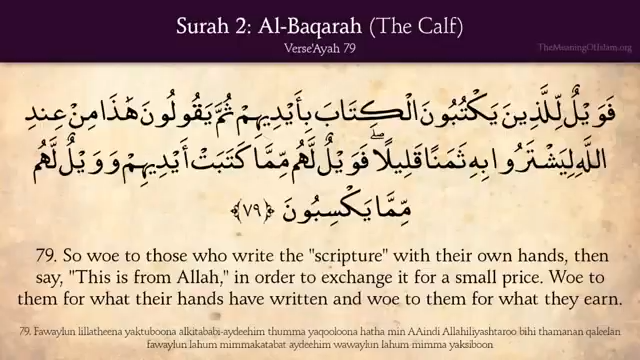 Surah 2: Al-Baqarah (The Calf)
Verse'Ayah 79
TheMeaningOfIslam.org
فَوَيْلٌ لِّلَّذِينَ يَكْتُبُونَ الْكِتَابَ بِأَيْدِيهِمْ ثُمَّ يَقُولُونَ هَٰذَا مِنْ عِندِ
اللَّهِ لِيَشْتَرُوا بِهِ ثَمَنًا قَلِيلًا ۖ فَوَيْلٌ لَّهُم مِّمَّا كَتَبَتْ أَيْدِيهِمْ وَوَيْلٌ لَّهُم
مِّمَّا يَكْسِبُونَ ﴿٧٩﴾
79. So woe to those who write the "scripture" with their own hands, then
say, "This is from Allah," in order to exchange it for a small price. Woe to
them for what their hands have written and woe to them for what they earn.
79. Fawaylun lillatheena yaktuboona alkitababi-aydeehim thumma yaqooloona hatha min AAindi Allahiliyashtaroo bihi thamanan qaleelan
fawaylun lahum mimmakatabat aydeehim wawaylun lahum mimma yaksiboon